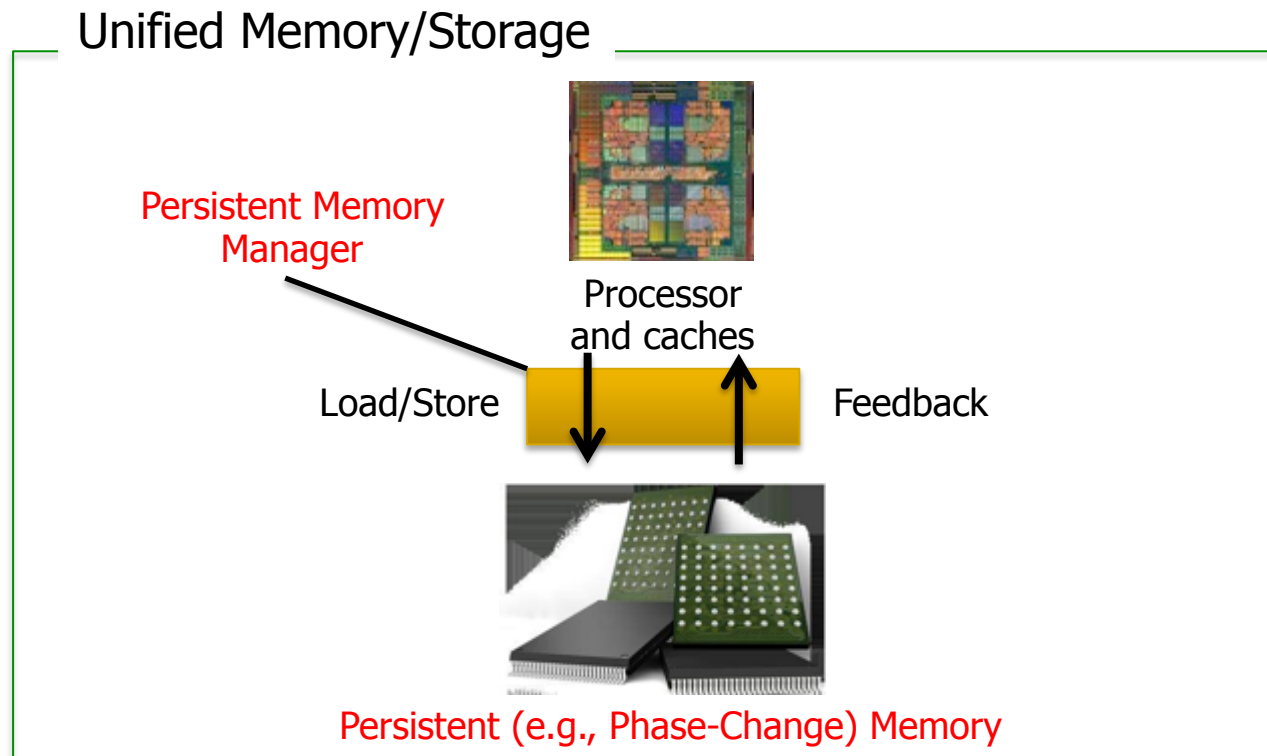 Unified Memory/Storage
Persistent Memory
Manager
Processor
and caches
Load/Store
Feedback
Persistent (e.g., Phase-Change) Memory